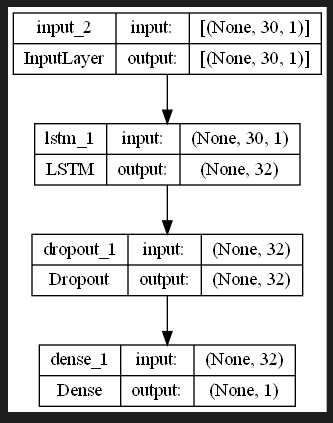 input_2 input: [(None, 30, 1)]
InputLayer output: [(None, 30, 1)]
lstm_1 input: (None, 30, 1)
LSTM output: (None, 32)
dropout_1 input: (None, 32)
Dropout output: (None, 32)
dense_1 input: (None, 32)
Dense output: (None, 1)